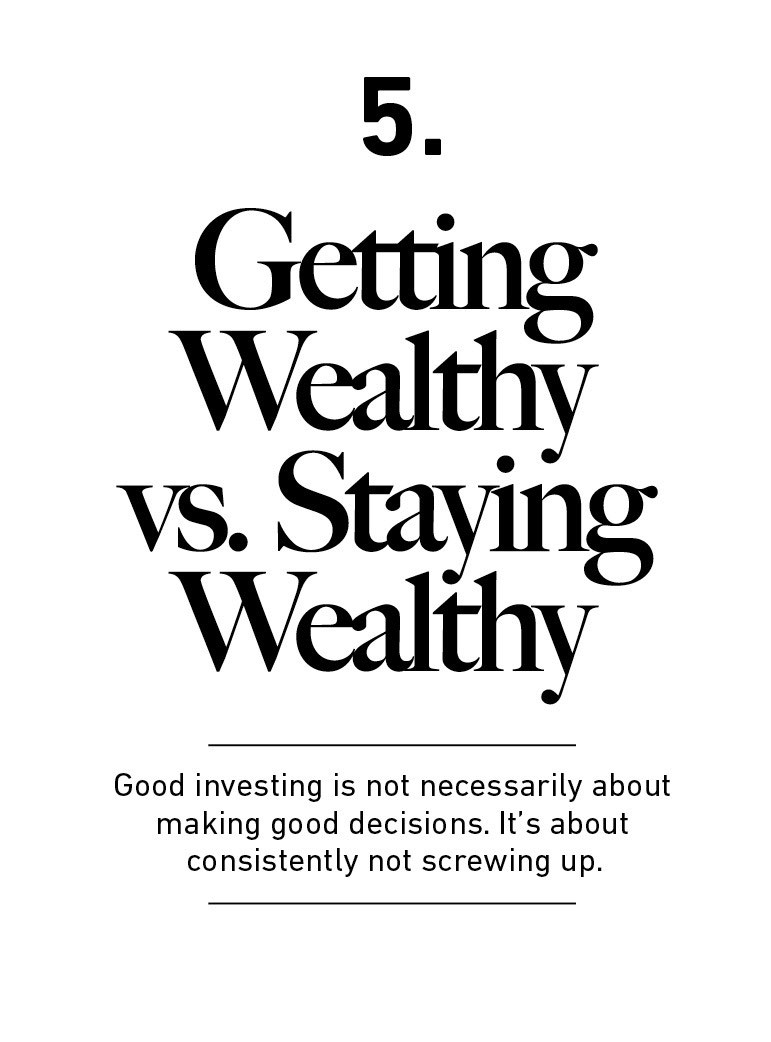 5.
Getting
Wealthy
vs. Staying
Wealthy
Good investing is not necessarily about
making good decisions. It’s about
consistently not screwing up.